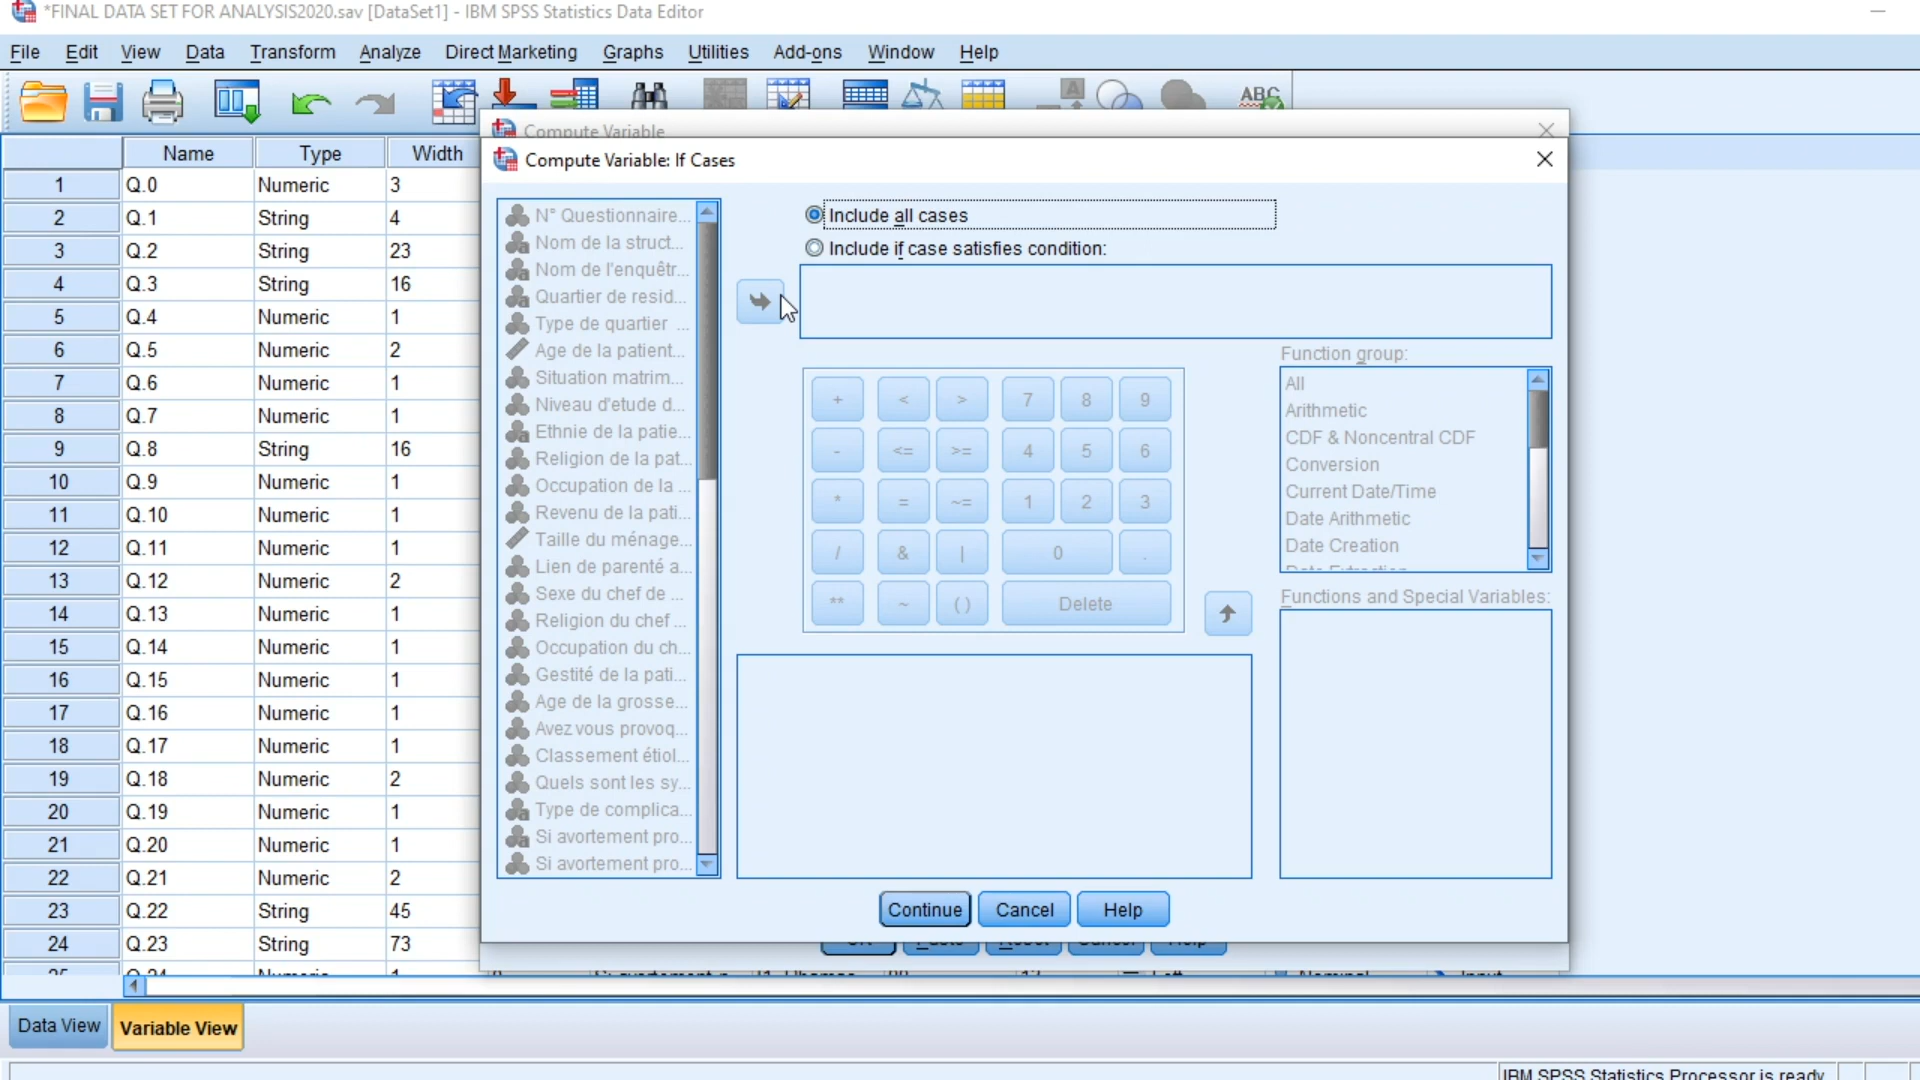 *FINAL DATA SET FOR ANALYSIS2020.sav [DataSet1] - IBM SPSS Statistics Data Editor
File Edit View Data Transform Analyze Direct Marketing Graphs Utilities Add-ons Window Help
ABC
Compute Variable
Compute Variable: If Cases
Name Type Width
1 Q.0 Numeric 3
2 Q.1 String 4
3 Q.2 String 23
4 Q.3 String 16
5 Q.4 Numeric 1
6 Q.5 Numeric 2
7 Q.6 Numeric 1
8 Q.7 Numeric 1
9 Q.8 String 16
10 Q.9 Numeric 1
11 Q.10 Numeric 1
12 Q.11 Numeric 1
13 Q.12 Numeric 2
14 Q.13 Numeric 1
15 Q.14 Numeric 1
16 Q.15 Numeric 1
17 Q.16 Numeric 1
18 Q.17 Numeric 1
19 Q.18 Numeric 2
20 Q.19 Numeric 1
21 Q.20 Numeric 1
22 Q.21 Numeric 2
23 Q.22 String 45
24 Q.23 String 73
N° Questionnaire...
Nom de la struct...
Nom de l'enquêtr...
Quartier de resid...
Type de quartier ...
Age de la patient...
Situation matrim...
Niveau d'etude d...
Ethnie de la patie...
Religion de la pat...
Occupation de la ...
Revenu de la pati...
Taille du ménage...
Lien de parenté a...
Sexe du chef de ...
Religion du chef ...
Occupation du ch...
Gestité de la pati...
Age de la grosse...
Avez vous provoq...
Classement étiol...
Quels sont les sy...
Type de complica...
Si avortement pro...
Si avortement pro...
Include all cases
Include if case satisfies condition:
+ < > 7 8 9
- <= >= 4 5 6
* = ~= 1 2 3
/ & | 0 .
** ~ ( ) Delete
Function group:
All
Arithmetic
CDF & Noncentral CDF
Conversion
Current Date/Time
Date Arithmetic
Date Creation
Date Extraction
Functions and Special Variables:
Continue Cancel Help
Data View Variable View
IBM SPSS Statistics Processor is ready